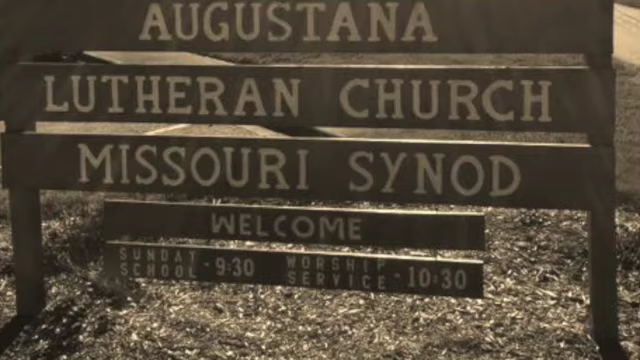 AUGUSTANA
LUTHERAN CHURCH
MISSOURI SYNOD
WELCOME
SUNDAY SCHOOL - 9:30 WORSHIP SERVICE - 10:30